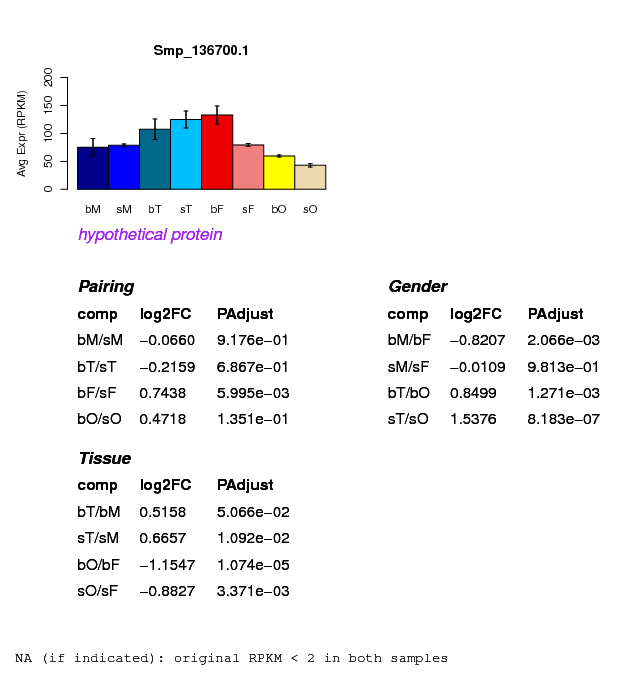 Smp_136700.1
Avg Expr (RPKM)
200
150
100
50
0
bM sM bT sT bF sF bO sO
hypothetical protein
Pairing
comp log2FC PAdjust
bM/sM −0.0660 9.176e−01
bT/sT −0.2159 6.867e−01
bF/sF 0.7438 5.995e−03
bO/sO 0.4718 1.351e−01
Gender
comp log2FC PAdjust
bM/bF −0.8207 2.066e−03
sM/sF −0.0109 9.813e−01
bT/bO 0.8499 1.271e−03
sT/sO 1.5376 8.183e−07
Tissue
comp log2FC PAdjust
bT/bM 0.5158 5.066e−02
sT/sM 0.6657 1.092e−02
bO/bF −1.1547 1.074e−05
sO/sF −0.8827 3.371e−03
NA (if indicated): original RPKM < 2 in both samples